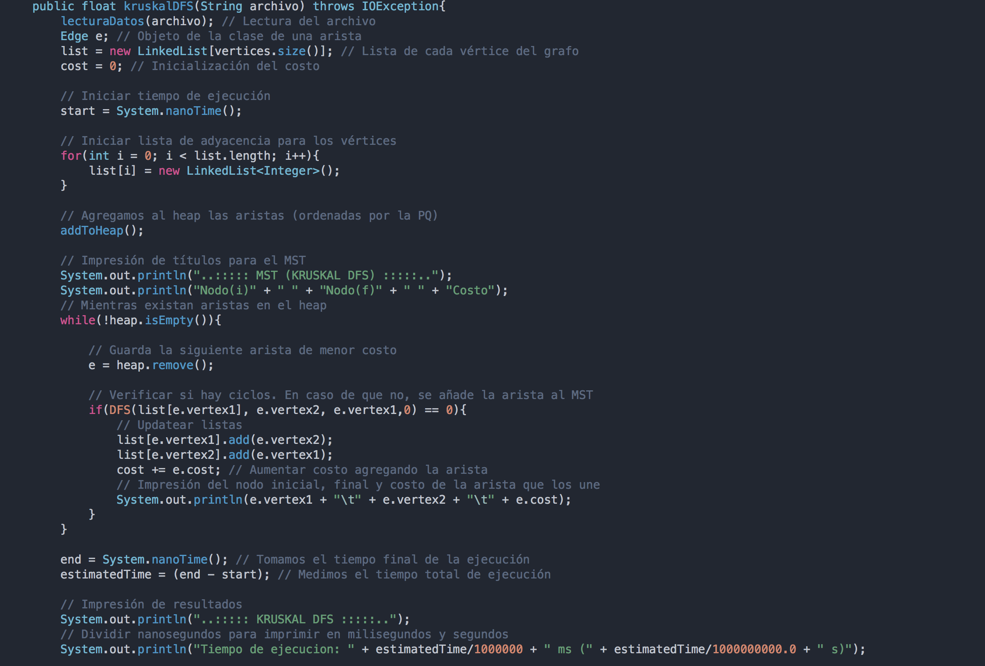 public float kruskalDFS(String archivo) throws IOException{
lecturaDatos(archivo); // Lectura del archivo
Edge e; // Objeto de la clase de una arista
list = new LinkedList[vertices.size()]; // Lista de cada vértice del grafo
cost = 0; // Inicialización del costo
// Iniciar tiempo de ejecución
start = System.nanoTime();
// Iniciar lista de adyacencia para los vértices
for(int i = 0; i < list.length; i++){
list[i] = new LinkedList<Integer>();
}
// Agregamos al heap las aristas (ordenadas por la PQ)
addToHeap();
// Impresión de títulos para el MST
System.out.println("..::::: MST (KRUSKAL DFS) :::::..");
System.out.println("Nodo(i)" + " " + "Nodo(f)" + " " + "Costo");
// Mientras existan aristas en el heap
while(!heap.isEmpty()){
// Guarda la siguiente arista de menor costo
e = heap.remove();
// Verificar si hay ciclos. En caso de que no, se añade la arista al MST
if(DFS(list[e.vertex1], e.vertex2, e.vertex1,0) == 0){
// Updatear listas
list[e.vertex1].add(e.vertex2);
list[e.vertex2].add(e.vertex1);
cost += e.cost; // Aumentar costo agregando la arista
// Impresión del nodo inicial, final y costo de la arista que los une
System.out.println(e.vertex1 + "\t" + e.vertex2 + "\t" + e.cost);
}
}
end = System.nanoTime(); // Tomamos el tiempo final de la ejecución
estimatedTime = (end - start); // Medimos el tiempo total de ejecución
// Impresión de resultados
System.out.println("..::::: KRUSKAL DFS :::::..");
// Dividir nanosegundos para imprimir en milisegundos y segundos
System.out.println("Tiempo de ejecucion: " + estimatedTime/1000000 + " ms (" + estimatedTime/1000000000.0 + " s)");